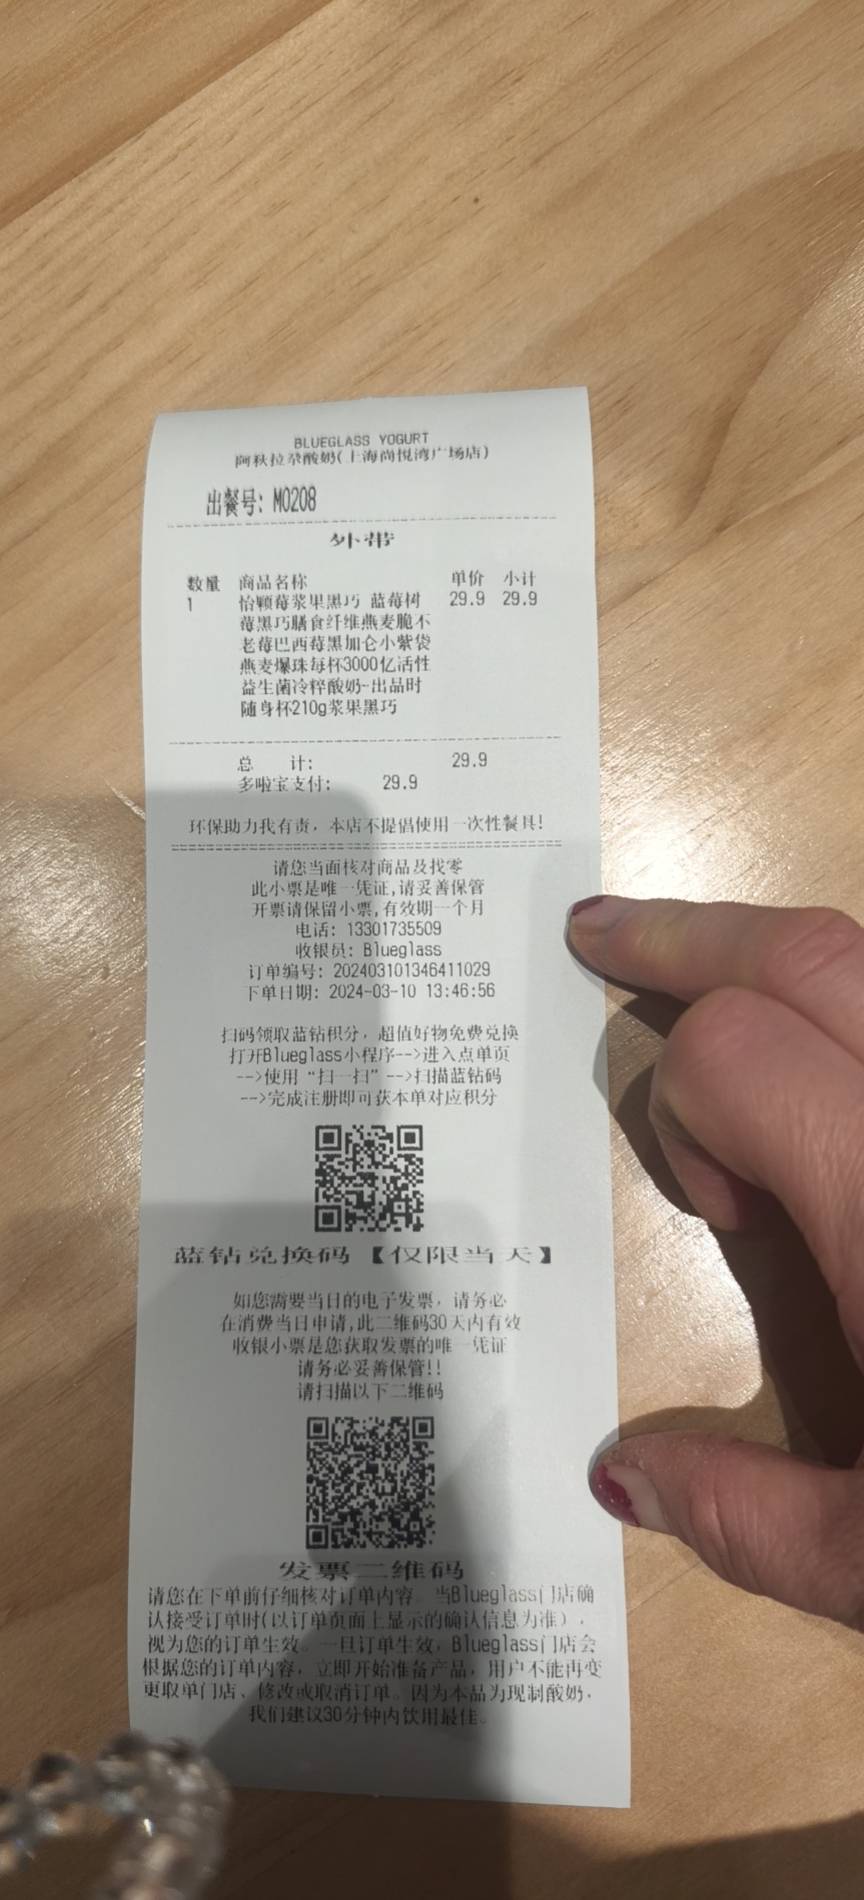 BLUEGLASS YOGURT
阿秋拉尕酸奶(上海尚悦湾广场店)
出餐号: M0208
外带
数量 商品名称 单价 小计
1 怡颗莓浆果黑巧 蓝莓树 29.9 29.9
莓黑巧膳食纤维燕麦脆不
老莓巴西莓黑加仑小紫袋
燕麦爆珠每杯3000亿活性
益生菌冷粹酸奶-出品时
随身杯210g浆果黑巧
总 计: 29.9
多啦宝支付: 29.9
环保助力我有责，本店不提倡使用一次性餐具!
请您当面核对商品及找零
此小票是唯一凭证,请妥善保管
开票请保留小票,有效期一个月
电话: 13301735509
收银员: Blueglass
订单编号: 202403101346411029
下单日期: 2024-03-10 13:46:56
扫码领取蓝钻积分，超值好物免费兑换
打开Blueglass小程序-->进入点单页
-->使用“扫一扫”-->扫描蓝钻码
-->完成注册即可获本单对应积分
蓝钻兑换码【仅限当天】
如您需要当日的电子发票，请务必
在消费当日申请,此二维码30天内有效
收银小票是您获取发票的唯一凭证
请务必妥善保管!!
请扫描以下二维码
发票二维码
请您在下单前仔细核对订单内容。当Blueglass门店确
认接受订单时(以订单页面上显示的确认信息为准)，
视为您的订单生效。一旦订单生效，Blueglass门店会
根据您的订单内容，立即开始准备产品，用户不能再变
更取单门店、修改或取消订单。因为本品为现制酸奶，
我们建议30分钟内饮用最佳。